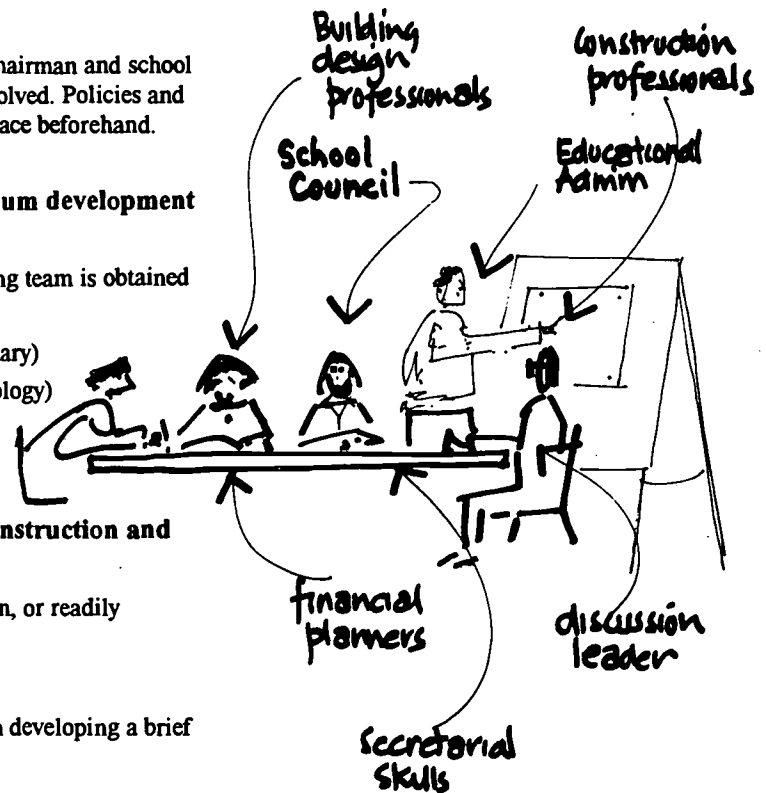 hairman and school
olved. Policies and
ace beforehand.
um development
ng team is obtained
ary)
ology)
nstruction and
n, or readily
n developing a brief
Building
design
professionals
Construction
professionals
School
Council
Educational
Admin
financial
planners
discussion
leader
Secretarial
Skills